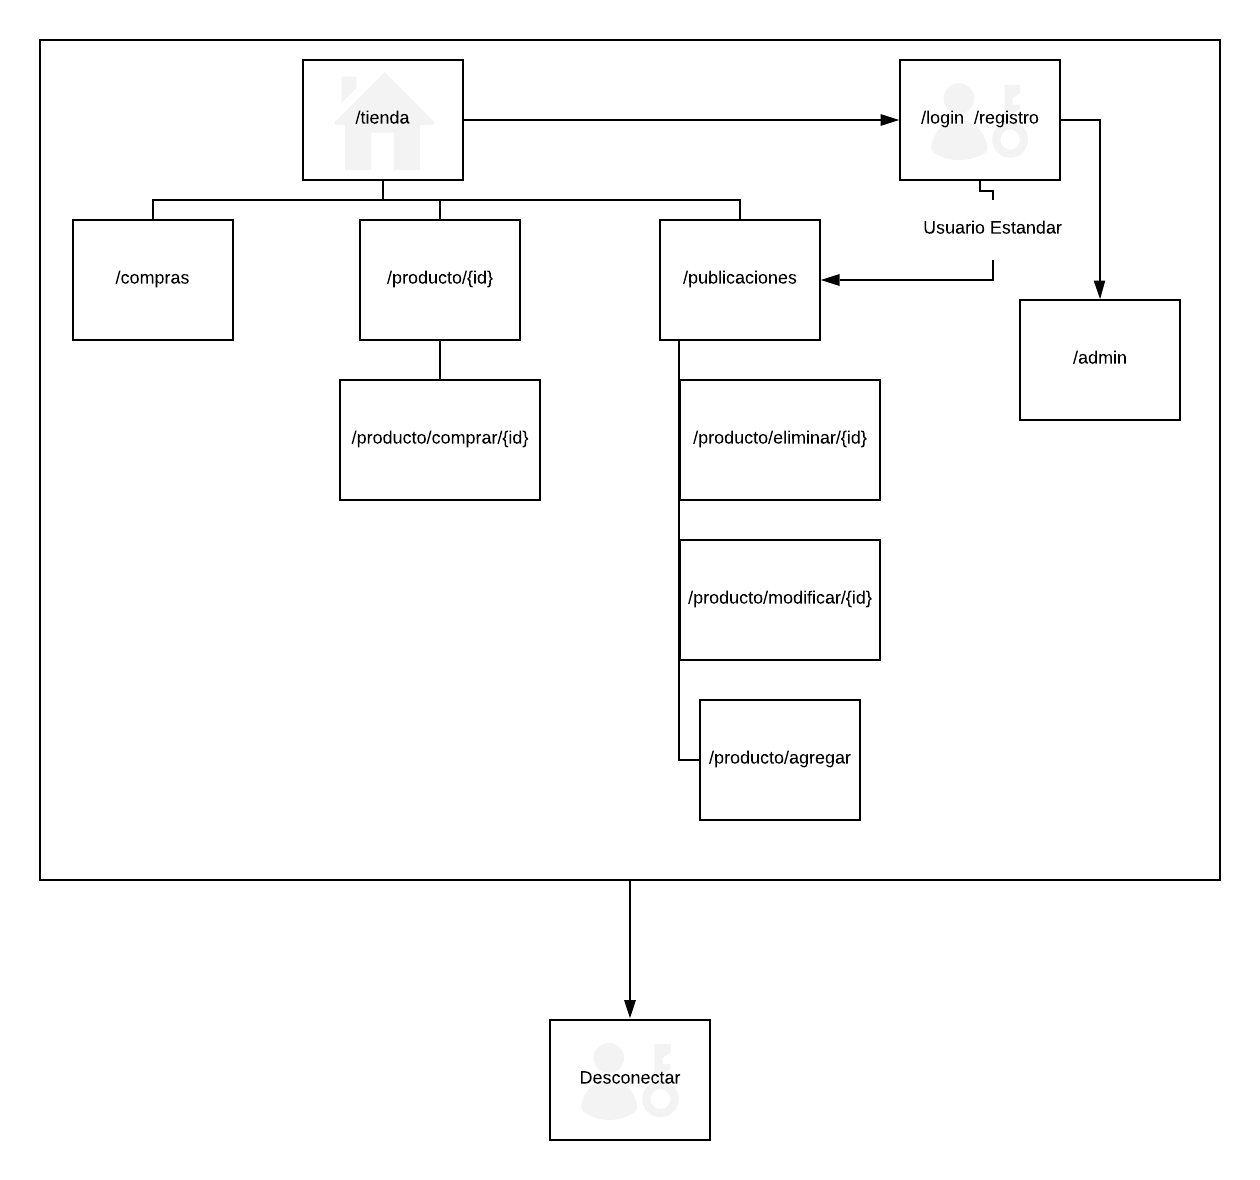 /tienda
/login  /registro
Usuario Estandar
/compras
/producto/{id}
/publicaciones
/admin
/producto/comprar/{id}
/producto/eliminar/{id}
/producto/modificar/{id}
/producto/agregar
Desconectar